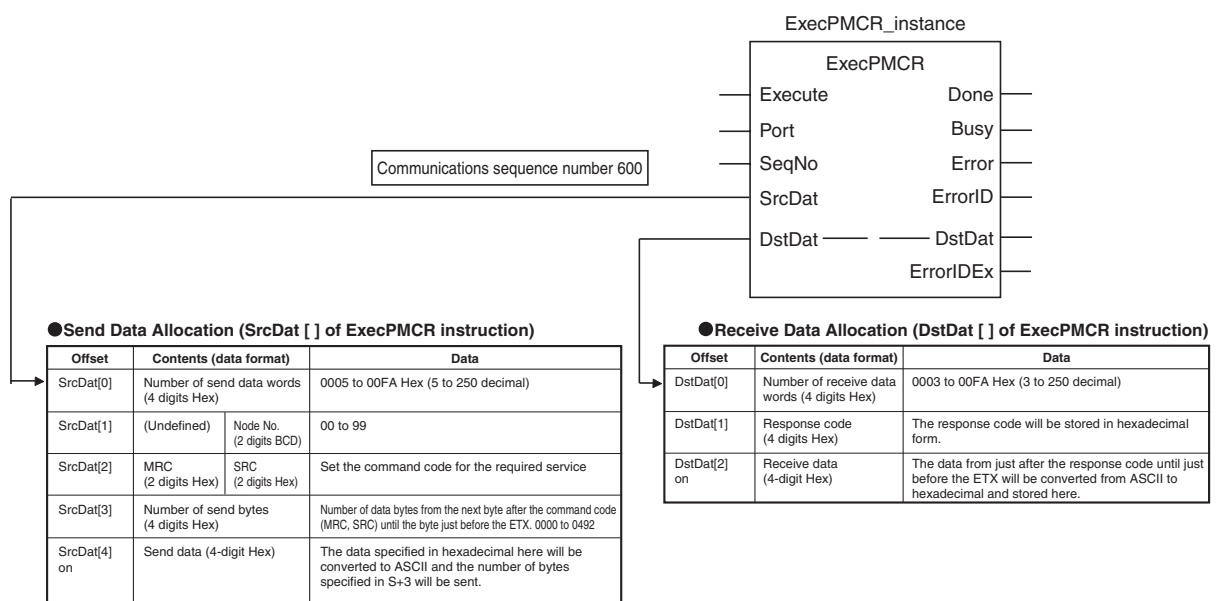 ExecPMCR_instance
ExecPMCR
Execute Done
Port Busy
SeqNo Error
SrcDat ErrorID
DstDat DstDat
ErrorIDEx
Communications sequence number 600
●Send Data Allocation (SrcDat [ ] of ExecPMCR instruction)
Offset Contents (data format) Data
SrcDat[0] Number of send data words 0005 to 00FA Hex (5 to 250 decimal)
(4 digits Hex)
SrcDat[1] (Undefined) Node No. 00 to 99
(2 digits BCD)
SrcDat[2] MRC SRC Set the command code for the required service
(2 digits Hex) (2 digits Hex)
SrcDat[3] Number of send bytes Number of data bytes from the next byte after the command code
(4 digits Hex) (MRC, SRC) until the byte just before the ETX. 0000 to 0492
SrcDat[4] Send data (4-digit Hex) The data specified in hexadecimal here will be
on converted to ASCII and the number of bytes
specified in S+3 will be sent.
●Receive Data Allocation (DstDat [ ] of ExecPMCR instruction)
Offset Contents (data format) Data
DstDat[0] Number of receive data 0003 to 00FA Hex (3 to 250 decimal)
words (4 digits Hex)
DstDat[1] Response code The response code will be stored in hexadecimal
(4 digits Hex) form.
DstDat[2] Receive data The data from just after the response code until just
on (4-digit Hex) before the ETX will be converted from ASCII to
hexadecimal and stored here.